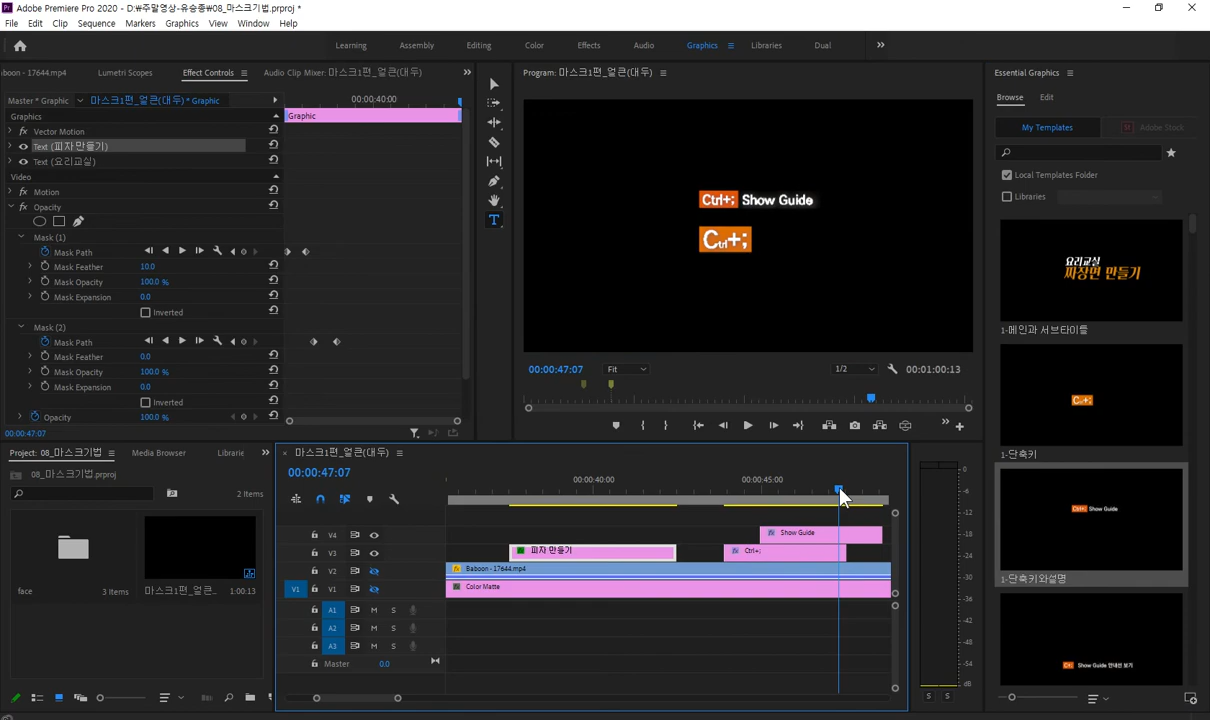 Adobe Premiere Pro 2020 - D:₩주말영상-유승종₩08_마스크기법.prproj *
File Edit Clip Sequence Markers Graphics View Window Help
Learning Assembly Editing Color Effects Audio Graphics Libraries Dual
baboon - 17644.mp4 Lumetri Scopes Effect Controls Audio Clip Mixer: 마스크1편_얼큰(대두)
Program: 마스크1편_얼큰(대두)
Essential Graphics
Master * Graphic 마스크1편_얼큰(대두) * Graphic 00:00:40:00
Browse Edit
Graphics
Graphic
My Templates Adobe Stock
Vector Motion
Text (피자 만들기)
Text (요리교실)
Video
Motion
Opacity
Mask (1)
Mask Path
Mask Feather 10.0
Mask Opacity 100.0 %
Mask Expansion 0.0
Inverted
Mask (2)
Mask Path
Mask Feather 0.0
Mask Opacity 100.0 %
Mask Expansion 0.0
Inverted
Opacity 100.0 %
00:00:47:07
Ctrl+; Show Guide
Ctrl+;
00:00:47:07 Fit 1/2 00:01:00:13
Local Templates Folder
Libraries
요리교실
짜장면 만들기
1-메인과 서브타이틀
Ctrl+;
1-단축키
Ctrl+; Show Guide
1-단축키와설명
Ctrl+; Show Guide 안내선 보기
Project: 08_마스크기법 Media Browser Librarie
08_마스크기법.prproj
2 Items
face 3 items
마스크1편_얼큰... 1:00:13
마스크1편_얼큰(대두)
00:00:47:07
00:00:40:00 00:00:45:00
V4 Show Guide
V3 피자 만들기 Ctrl+;
V2 Baboon - 17644.mp4
V1 V1 Color Matte
A1 M S
A2 M S
A3 M S
Master 0.0
0
-6
-12
-18
-24
-30
-36
-42
-48
-54
dB
S S